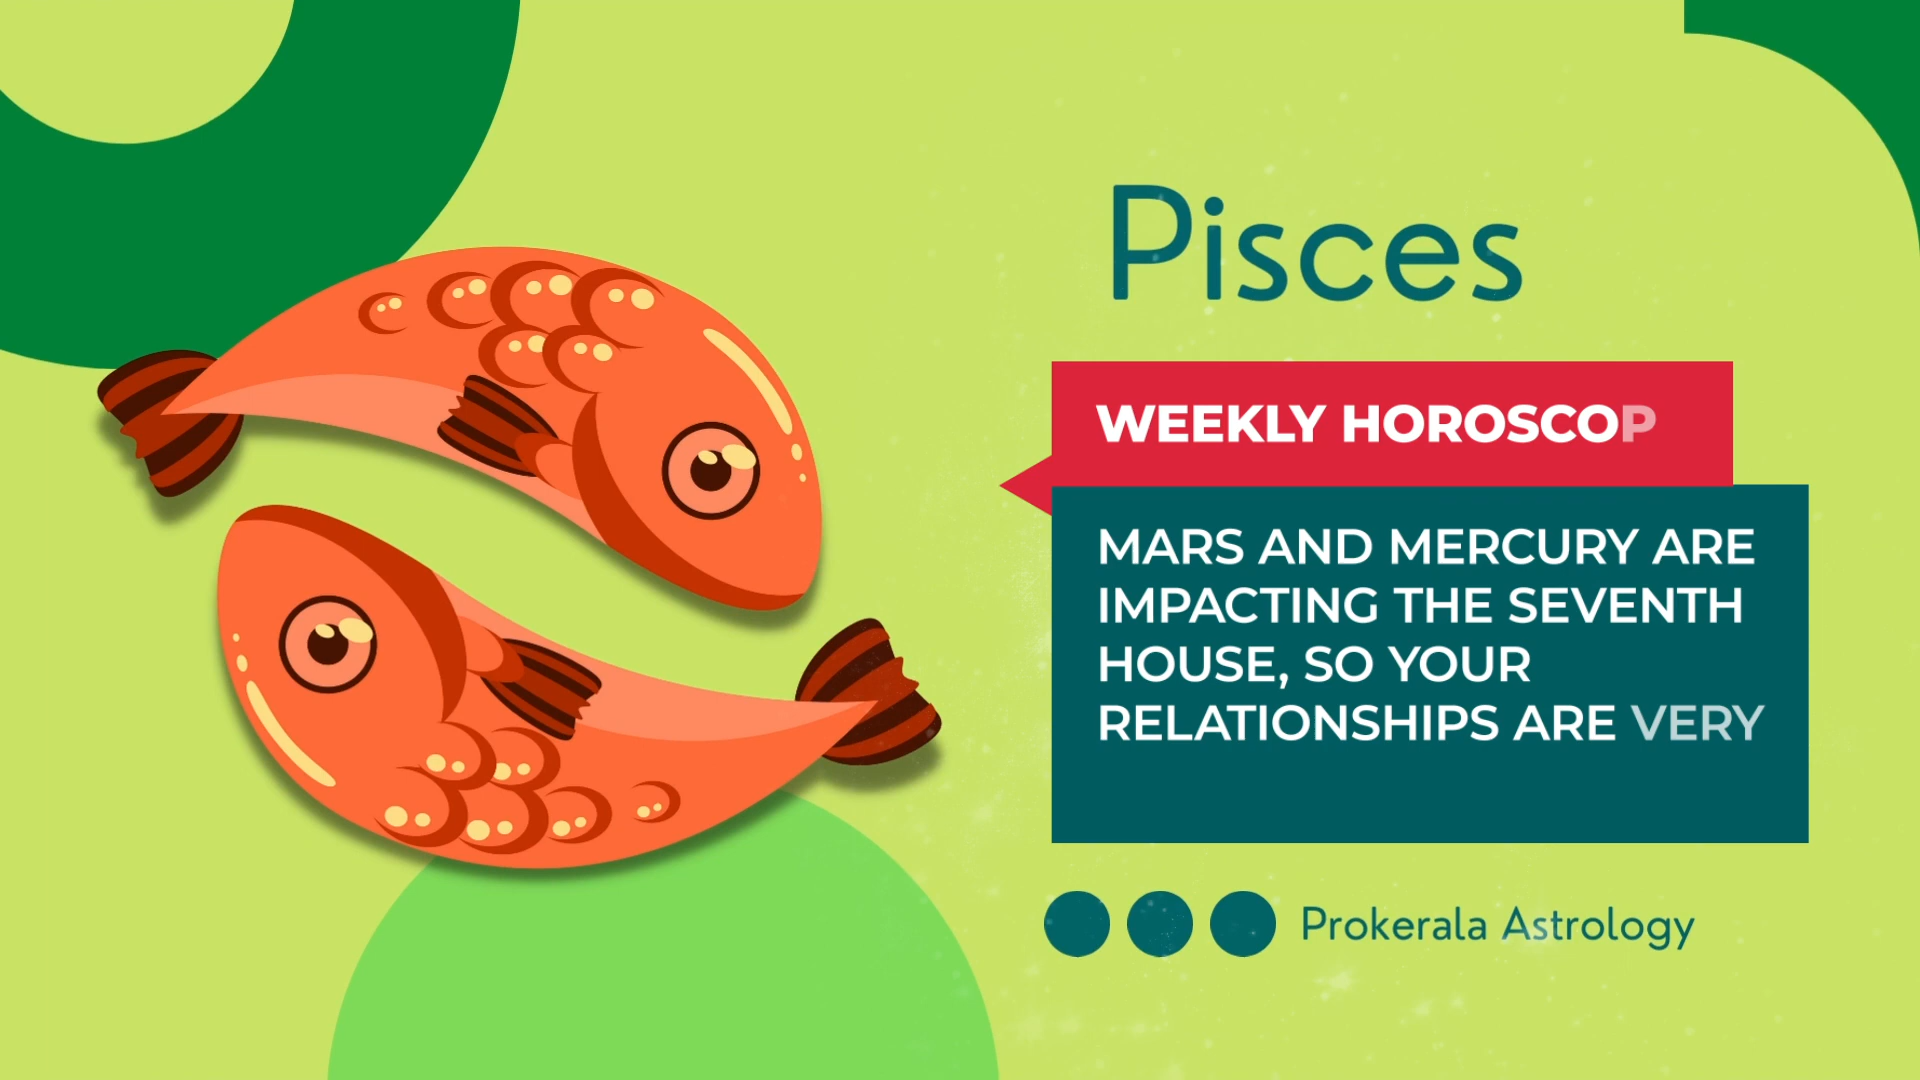 Pisces
WEEKLY HOROSCOP
MARS AND MERCURY ARE
IMPACTING THE SEVENTH
HOUSE, SO YOUR
RELATIONSHIPS ARE VERY
Prokerala Astrology